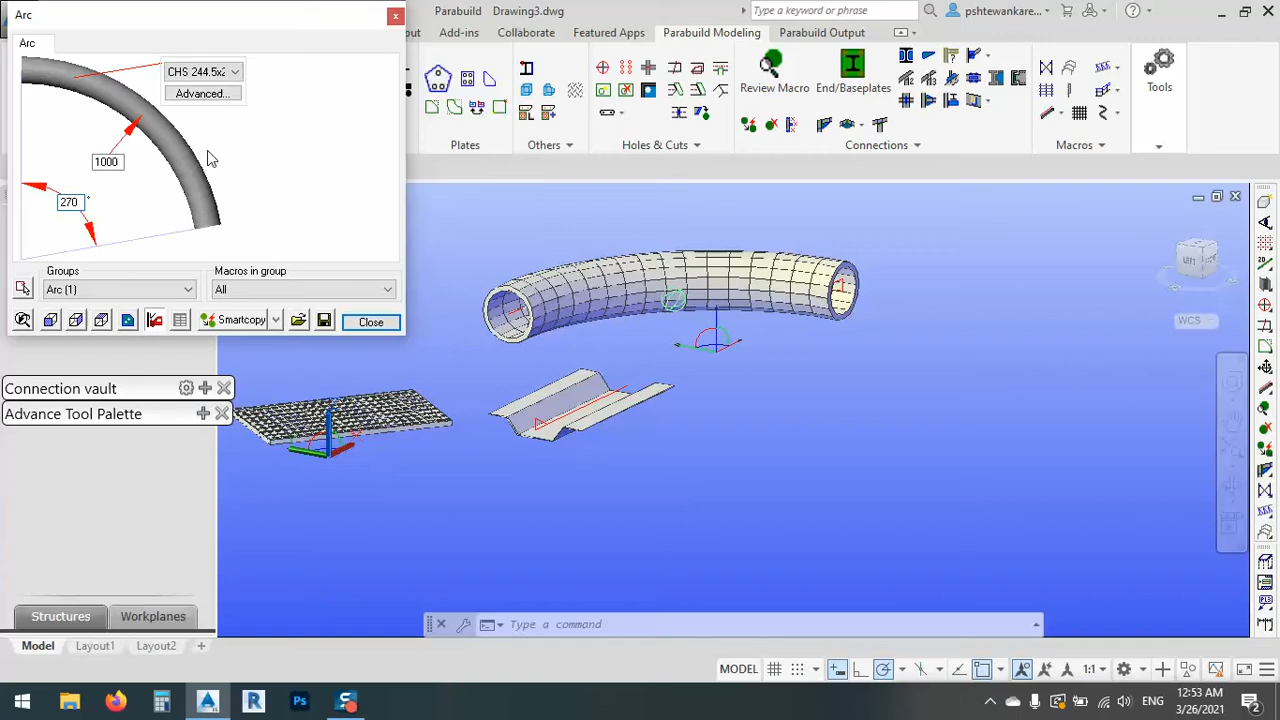 Arc
Parabuild Drawing3.dwg
Type a keyword or phrase
pshtewankare...
Arc
Add-ins
Collaborate
Featured Apps
Parabuild Modeling
Parabuild Output
CHS 244.5x2
Advanced...
1000
270
Review Macro
End/Baseplates
Tools
Plates
Others
Holes & Cuts
Connections
Macros
Groups
Macros in group
Arc (1)
All
Smartcopy
Close
WCS
Connection vault
Advance Tool Palette
Structures
Workplanes
Type a command
Model
Layout1
Layout2
MODEL
1:1
ENG
12:53 AM
3/26/2021